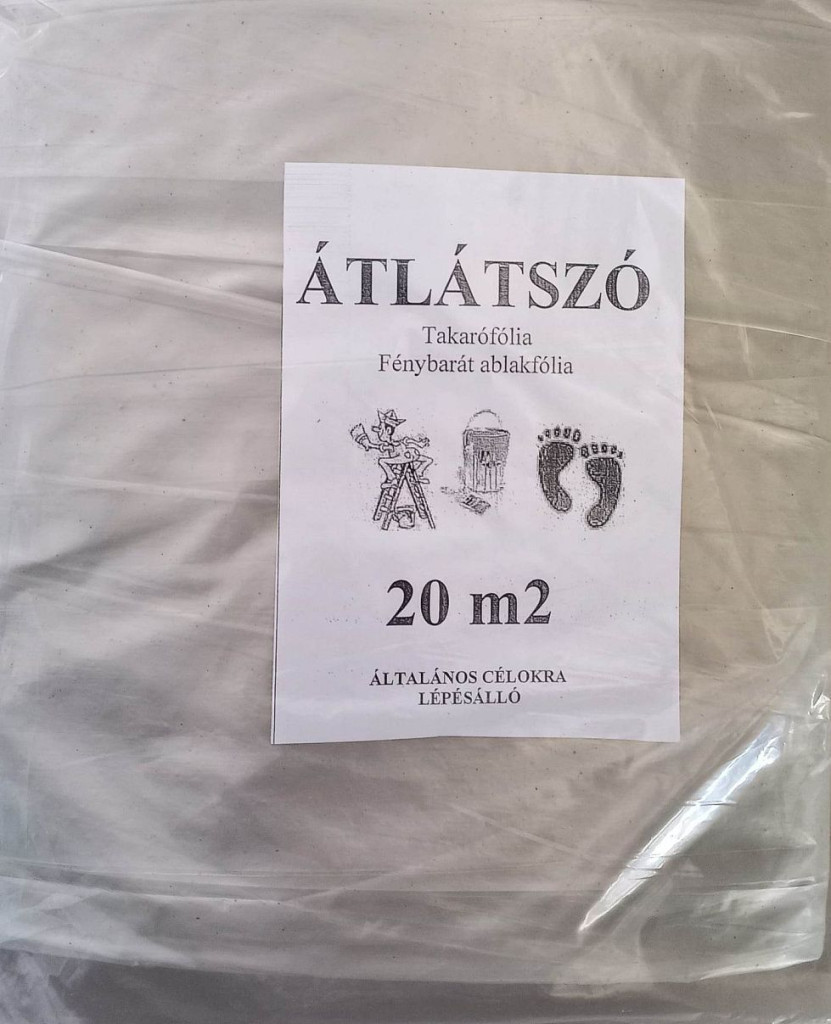 ÁTLÁTSZÓ
Takarófólia
Fénybarát ablakfólia
20 m2
ÁLTALÁNOS CÉLOKRA
LÉPÉSÁLLÓ